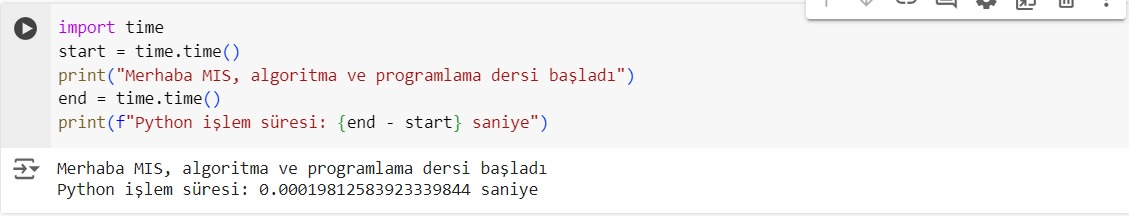 import time
start = time.time()
print("Merhaba MIS, algoritma ve programlama dersi başladı")
end = time.time()
print(f"Python işlem süresi: {end - start} saniye")
Merhaba MIS, algoritma ve programlama dersi başladı
Python işlem süresi: 0.00019812583923339844 saniye